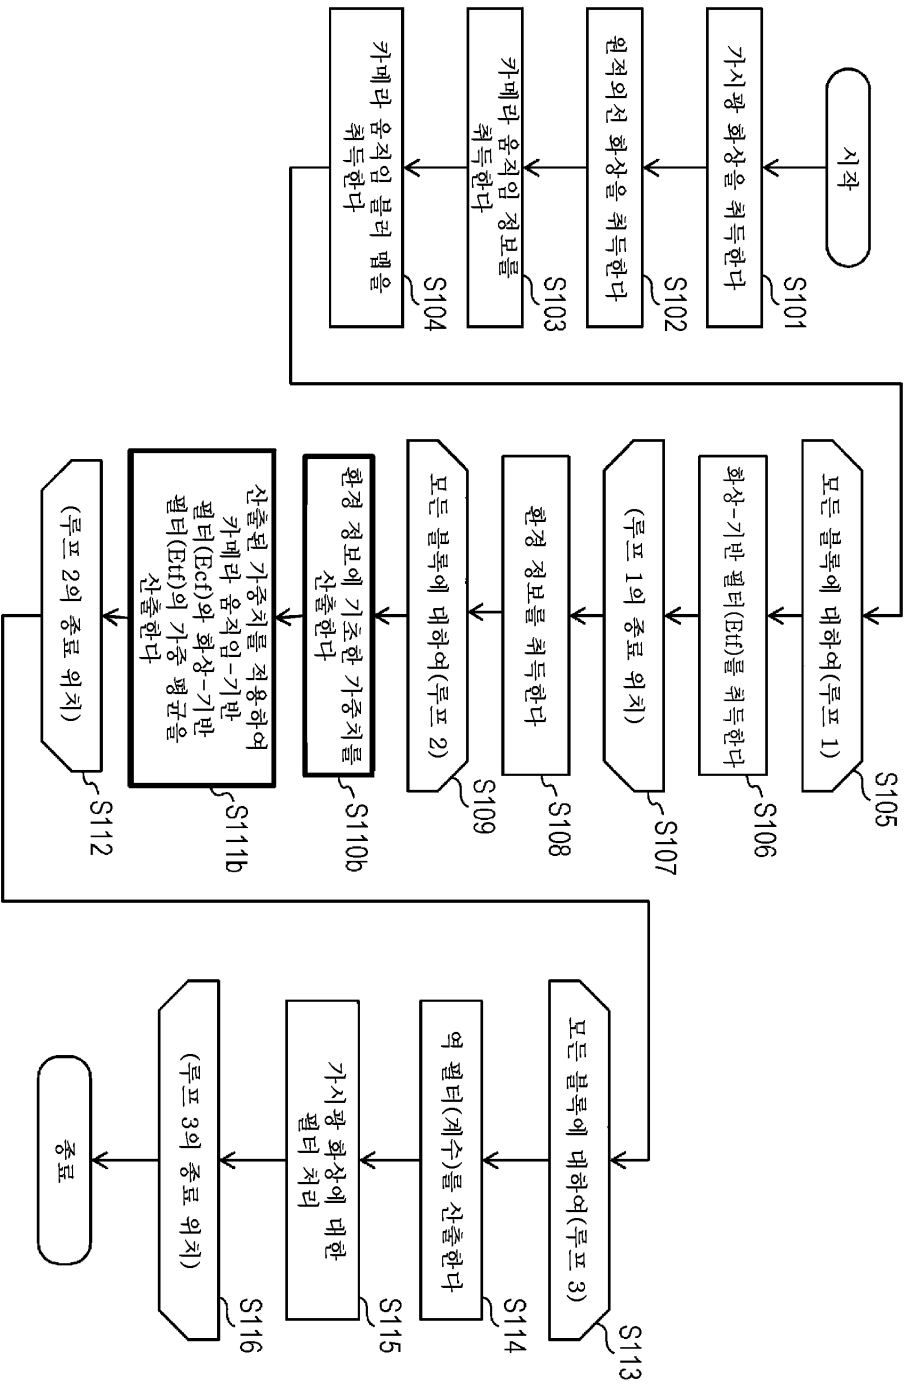 시작
가시광 화상을 취득한다
S101
원적외선 화상을 취득한다
S102
카메라 움직임 정보를
취득한다
S103
카메라 움직임 블러 맵을
취득한다
S104
모든 블록에 대하여(루프 1)
S105
화상-기반 필터(Etf)를 취득한다
S106
(루프 1의 종료 위치)
S107
환경 정보를 취득한다
S108
모든 블록에 대하여(루프 2)
S109
환경 정보에 기초한 가중치를
산출한다
S110b
산출된 가중치를 적용하여
카메라 움직임-기반
필터(Ecf)와 화상-기반
필터(Etf)의 가중 평균을
산출한다
S111b
(루프 2의 종료 위치)
S112
모든 블록에 대하여(루프 3)
S113
역 필터(계수)를 산출한다
S114
가시광 화상에 대한
필터 처리
S115
(루프 3의 종료 위치)
S116
종료